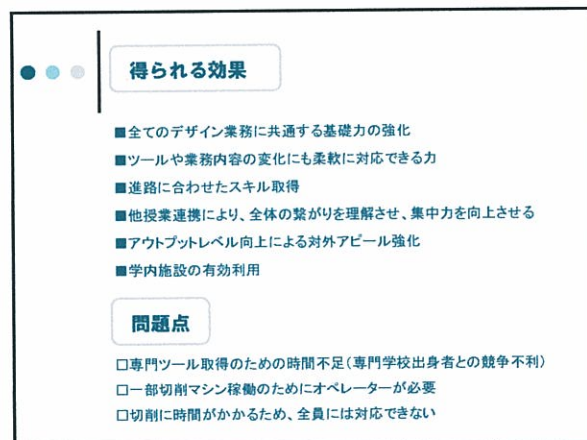 得られる効果
■全てのデザイン業務に共通する基礎力の強化
■ツールや業務内容の変化にも柔軟に対応できる力
■進路に合わせたスキル取得
■他授業連携により、全体の繋がりを理解させ、集中力を向上させる
■アウトプットレベル向上による対外アピール強化
■学内施設の有効利用
問題点
□専門ツール取得のための時間不足(専門学校出身者との競争不利)
□一部切削マシン稼働のためにオペレーターが必要
□切削に時間がかかるため、全員には対応できない